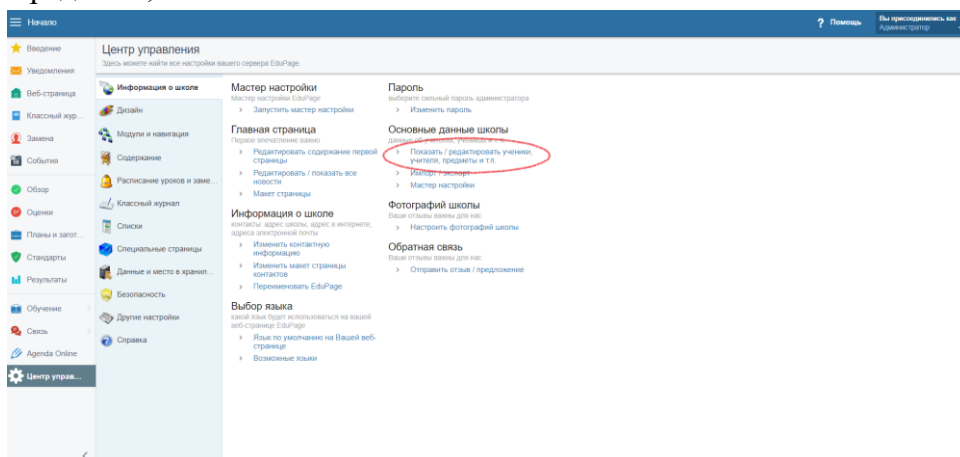 Начало
? Помощь
Вы присоединились как
Администратор
Введение
Уведомления
Веб-страница
Классный жур...
Замена
События
Обзор
Оценки
Планы и загот...
Стандарты
Результаты
Обучение
Связь
Agenda Online
Центр управ...
Центр управления
Здесь можете найти все настройки вашего сервера EduPage.
Информация о школе
Дизайн
Модули и навигация
Содержание
Расписание уроков и заме...
Классный журнал
Списки
Специальные страницы
Данные и место в хранил...
Безопасность
Другие настройки
Справка
Мастер настройки
Мастер настройки EduPage
> Запустить мастер настройки
Главная страница
Первое впечатление важно
> Редактировать содержание первой
страницы
> Редактировать / показать все
новости
> Макет страницы
Информация о школе
контакты: адрес школы, адрес в интернете,
адреса электронной почты
> Изменить контактную
информацию
> Изменить макет страницы
контактов
> Переименовать EduPage
Выбор языка
какой язык будет использоваться на вашей
веб-странице EduPage
> Язык по умолчанию на Вашей веб-
странице
> Возможные языки
Пароль
выберите сильный пароль администратора
> Изменить пароль
Основные данные школы
данные об учителях, учениках и т.п.
> Показать / редактировать ученики,
учителя, предметы и т.п.
> Импорт / экспорт
> Мастер настройки
Фотографий школы
Ваши отзывы важны для нас
> Настроить фотографий школы
Обратная связь
Ваши отзывы важны для нас
> Отправить отзыв / предложение